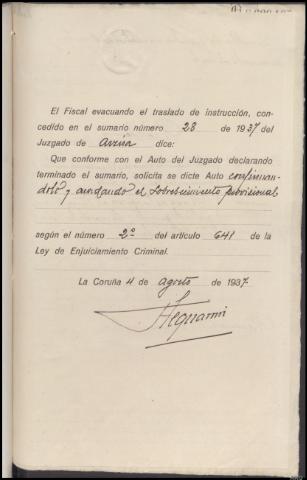 El Fiscal evacuando el traslado de instrucción, con-
cedido en el sumario número 28 de 1937 del
Juzgado de Arzúa dice:
Que conforme con el Auto del Juzgado declarando
terminado el sumario, solicita se dicte Auto confirman-
dolo y acordando el sobreseimiento provisional
según el número 2º del artículo 641 de la
Ley de Enjuiciamiento Criminal.
La Coruña 4 de agosto de 1937.